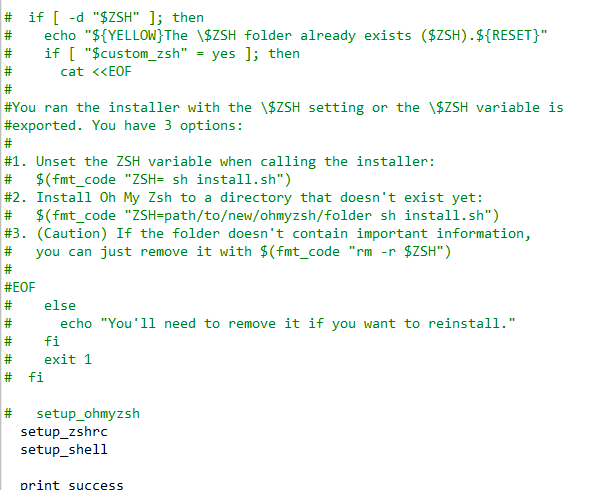 #  if [ -d "$ZSH" ]; then
#    echo "${YELLOW}The \$ZSH folder already exists ($ZSH).${RESET}"
#    if [ "$custom_zsh" = yes ]; then
#      cat <<EOF
#
#You ran the installer with the \$ZSH setting or the \$ZSH variable is
#exported. You have 3 options:
#
#1. Unset the ZSH variable when calling the installer:
#   $(fmt_code "ZSH= sh install.sh")
#2. Install Oh My Zsh to a directory that doesn't exist yet:
#   $(fmt_code "ZSH=path/to/new/ohmyzsh/folder sh install.sh")
#3. (Caution) If the folder doesn't contain important information,
#   you can just remove it with $(fmt_code "rm -r $ZSH")
#
#EOF
#    else
#      echo "You'll need to remove it if you want to reinstall."
#    fi
#    exit 1
#  fi

#   setup_ohmyzsh
  setup_zshrc
  setup_shell

  print_success